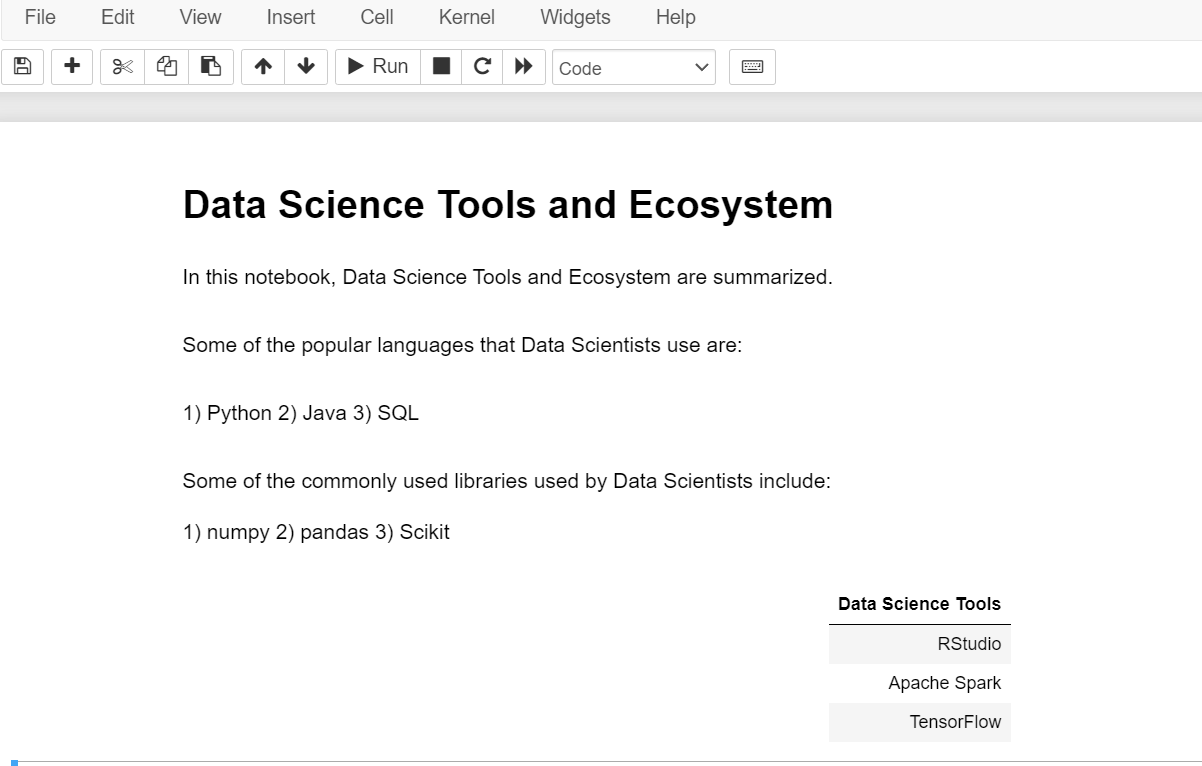 File Edit View Insert Cell Kernel Widgets Help
Run Code
Data Science Tools and Ecosystem
In this notebook, Data Science Tools and Ecosystem are summarized.
Some of the popular languages that Data Scientists use are:
1) Python 2) Java 3) SQL
Some of the commonly used libraries used by Data Scientists include:
1) numpy 2) pandas 3) Scikit
Data Science Tools
RStudio
Apache Spark
TensorFlow